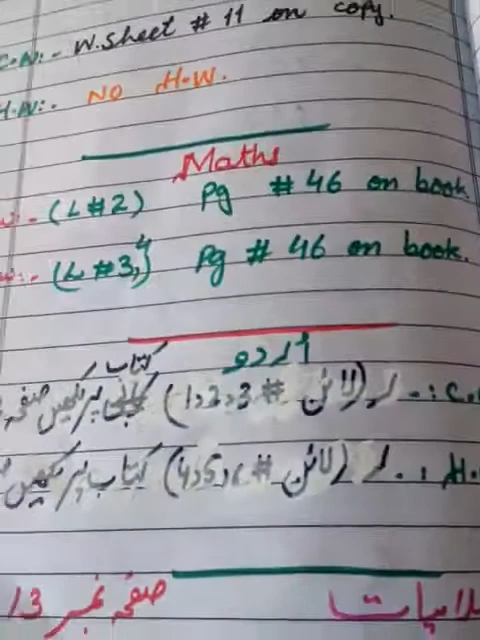 C.W:- W.Sheet # 11 on copy.
H.W:- NO H.W.
Maths
W:- (L#2) Pg # 46 on book.
W:- (L#3,4) Pg # 46 on book.
اردو
C.W:- (لائن # 1،2،3) کتاب پر لکھیں صفحہ
H.W:- (لائن # 4،5،6) کتاب پر لکھیں
صفحہ نمبر 13